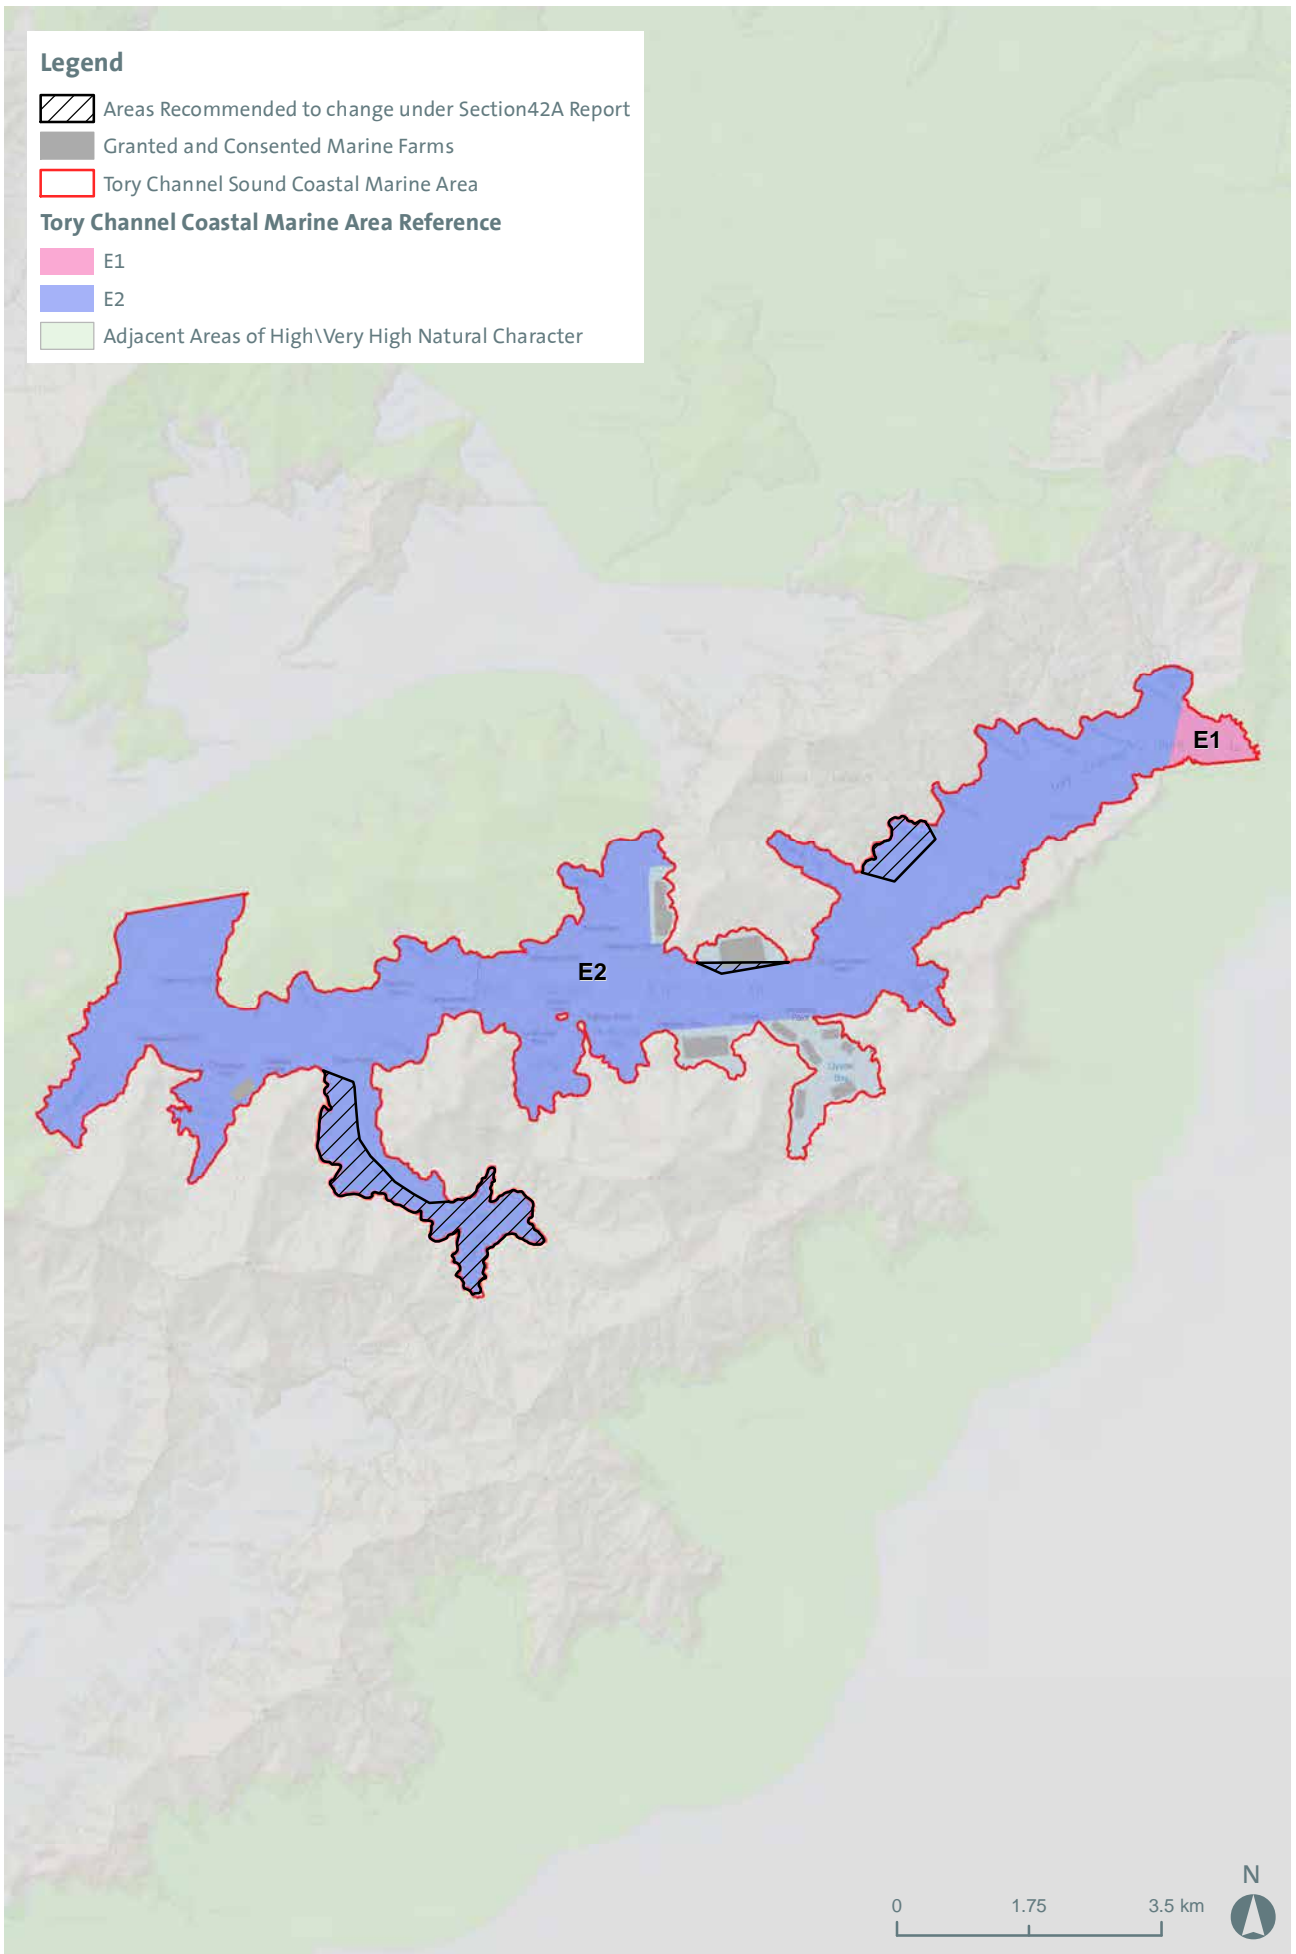 Legend
Areas Recommended to change under Section42A Report
Granted and Consented Marine Farms
Tory Channel Sound Coastal Marine Area
Tory Channel Coastal Marine Area Reference
E1
E2
Adjacent Areas of High\Very High Natural Character
E1
E2
N
0 1.75 3.5 km